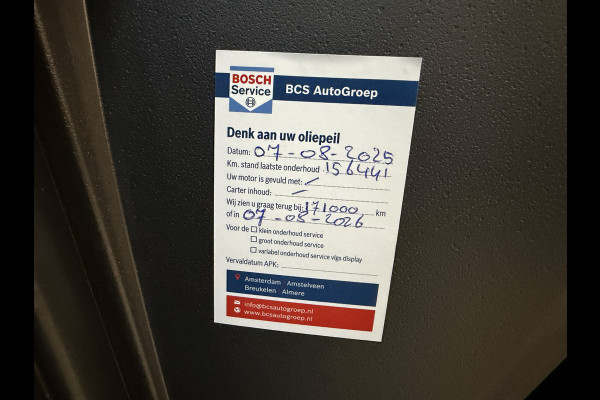 BOSCH
Service
BCS AutoGroep
Denk aan uw oliepeil
Datum: 07-08-2025
Km. stand laatste onderhoud 156441
Uw motor is gevuld met: /
Carter inhoud: /
Wij zien u graag terug bij: 171000 km
of in 07-08-2026
Voor de ☐ klein onderhoud service
☐ groot onderhoud service
☐ variabel onderhoud service vlgs display
Vervaldatum APK:
Amsterdam Amstelveen
Breukelen Almere
info@bcsautogroep.nl
www.bcsautogroep.nl